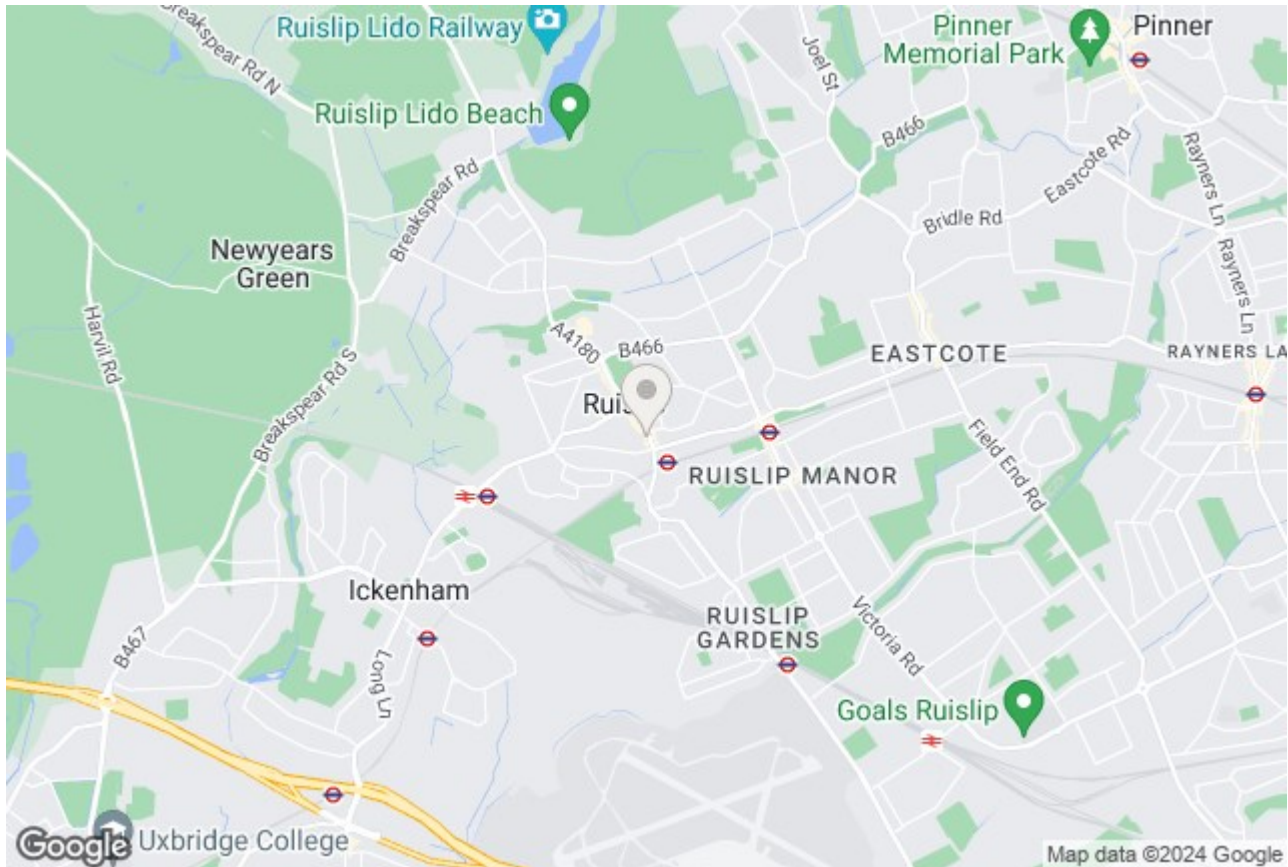 Ruislip Lido Railway
Pinner
Memorial Park
Pinner
Breakspear Rd N
Joel St
Ruislip Lido Beach
B466
Eastcote Rd
Rayners Ln
Breakspear Rd
Bridle Rd
Newyears
Green
Rayners Ln
Harvil Rd
A4180
B466
EASTCOTE
RAYNERS LA
Breakspear Rd S
Ruis
Field End Rd
RUISLIP MANOR
Ickenham
RUISLIP
GARDENS
Victoria Rd
B467
Long Ln
Goals Ruislip
Uxbridge College
Google
Map data ©2024 Google